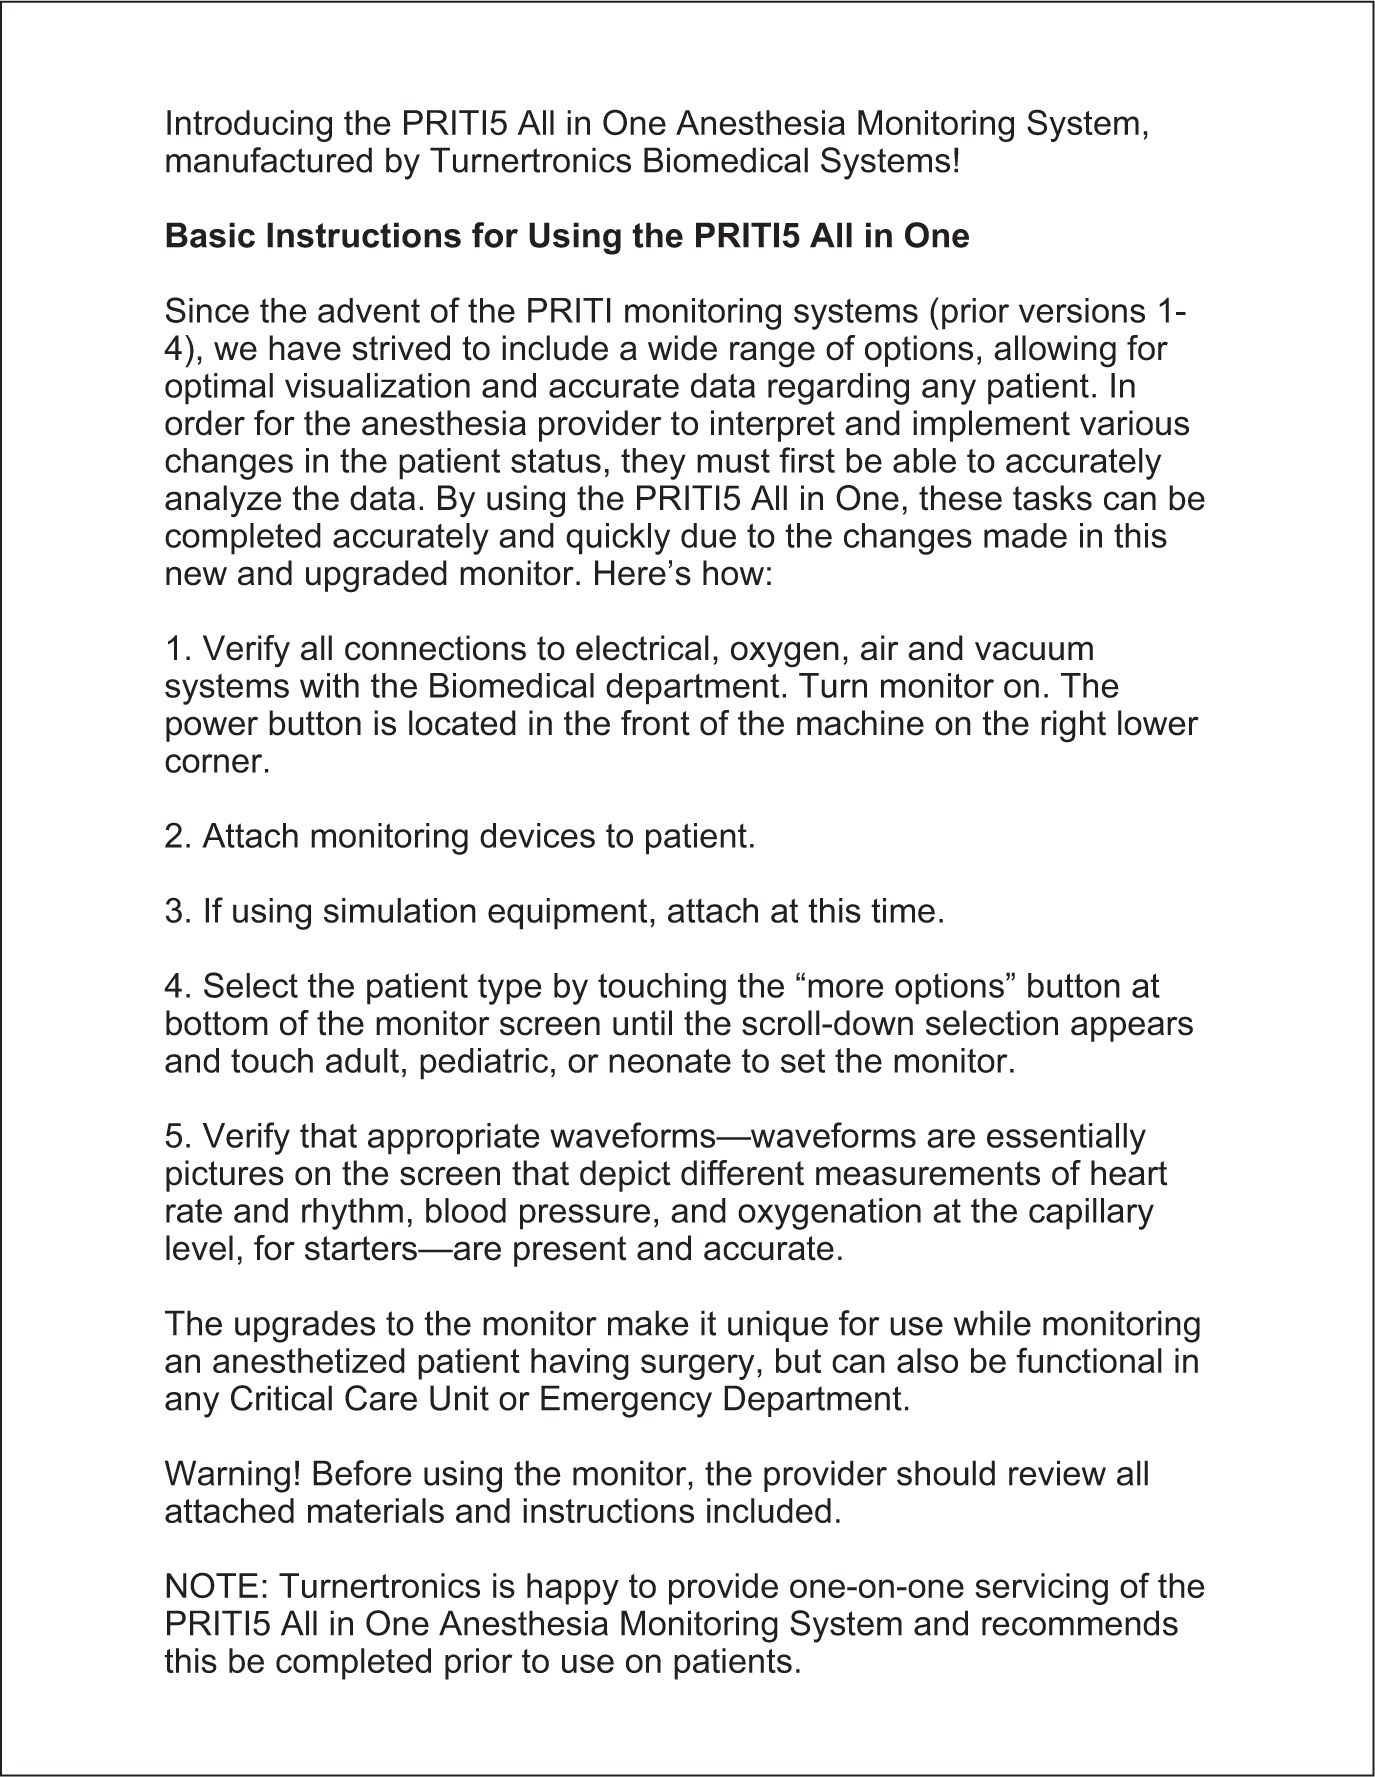 Introducing the PRITI5 All in One Anesthesia Monitoring System,
manufactured by Turnertronics Biomedical Systems!
Basic Instructions for Using the PRITI5 All in One
Since the advent of the PRITI monitoring systems (prior versions 1-
4), we have strived to include a wide range of options, allowing for
optimal visualization and accurate data regarding any patient. In
order for the anesthesia provider to interpret and implement various
changes in the patient status, they must first be able to accurately
analyze the data. By using the PRITI5 All in One, these tasks can be
completed accurately and quickly due to the changes made in this
new and upgraded monitor. Here’s how:
1. Verify all connections to electrical, oxygen, air and vacuum
systems with the Biomedical department. Turn monitor on. The
power button is located in the front of the machine on the right lower
corner.
2. Attach monitoring devices to patient.
3. If using simulation equipment, attach at this time.
4. Select the patient type by touching the “more options” button at
bottom of the monitor screen until the scroll-down selection appears
and touch adult, pediatric, or neonate to set the monitor.
5. Verify that appropriate waveforms—waveforms are essentially
pictures on the screen that depict different measurements of heart
rate and rhythm, blood pressure, and oxygenation at the capillary
level, for starters—are present and accurate.
The upgrades to the monitor make it unique for use while monitoring
an anesthetized patient having surgery, but can also be functional in
any Critical Care Unit or Emergency Department.
Warning! Before using the monitor, the provider should review all
attached materials and instructions included.
NOTE: Turnertronics is happy to provide one-on-one servicing of the
PRITI5 All in One Anesthesia Monitoring System and recommends
this be completed prior to use on patients.